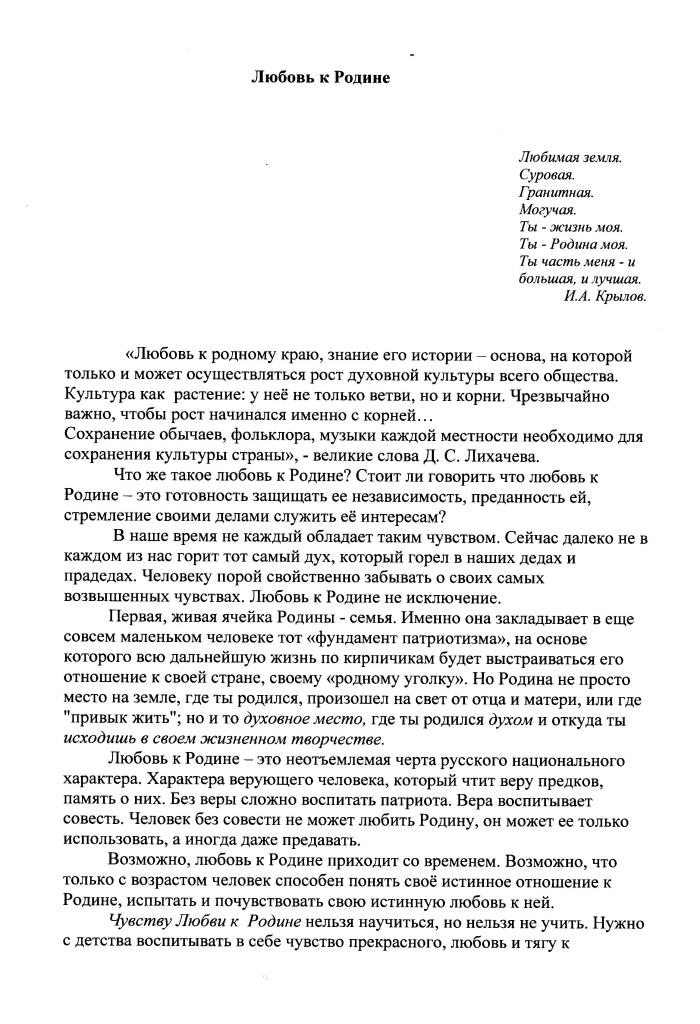 Любовь к Родине
Любимая земля.
Суровая.
Гранитная.
Могучая.
Ты - жизнь моя.
Ты - Родина моя.
Ты часть меня - и
большая, и лучшая.
И.А. Крылов.
«Любовь к родному краю, знание его истории – основа, на которой
только и может осуществляться рост духовной культуры всего общества.
Культура как растение: у неё не только ветви, но и корни. Чрезвычайно
важно, чтобы рост начинался именно с корней…
Сохранение обычаев, фольклора, музыки каждой местности необходимо для
сохранения культуры страны», - великие слова Д. С. Лихачева.
Что же такое любовь к Родине? Стоит ли говорить что любовь к
Родине – это готовность защищать ее независимость, преданность ей,
стремление своими делами служить её интересам?
В наше время не каждый обладает таким чувством. Сейчас далеко не в
каждом из нас горит тот самый дух, который горел в наших дедах и
прадедах. Человеку порой свойственно забывать о своих самых
возвышенных чувствах. Любовь к Родине не исключение.
Первая, живая ячейка Родины - семья. Именно она закладывает в еще
совсем маленьком человеке тот «фундамент патриотизма», на основе
которого всю дальнейшую жизнь по кирпичикам будет выстраиваться его
отношение к своей стране, своему «родному уголку». Но Родина не просто
место на земле, где ты родился, произошел на свет от отца и матери, или где
"привык жить"; но и то духовное место, где ты родился духом и откуда ты
исходишь в своем жизненном творчестве.
Любовь к Родине – это неотъемлемая черта русского национального
характера. Характера верующего человека, который чтит веру предков,
память о них. Без веры сложно воспитать патриота. Вера воспитывает
совесть. Человек без совести не может любить Родину, он может ее только
использовать, а иногда даже предавать.
Возможно, любовь к Родине приходит со временем. Возможно, что
только с возрастом человек способен понять своё истинное отношение к
Родине, испытать и почувствовать свою истинную любовь к ней.
Чувству Любви к Родине нельзя научиться, но нельзя не учить. Нужно
с детства воспитывать в себе чувство прекрасного, любовь и тягу к